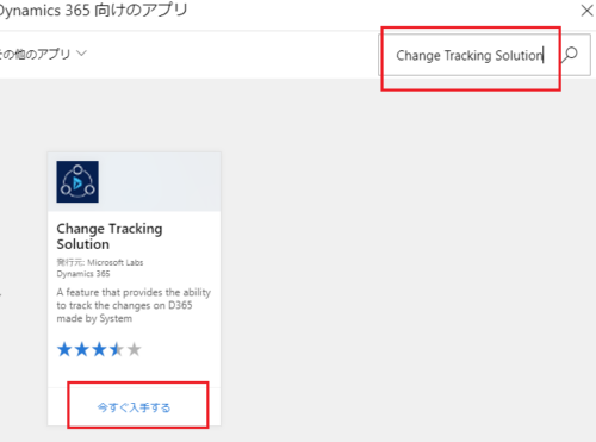 Dynamics 365 向けのアプリ
その他のアプリ
Change Tracking Solution
Change Tracking
Solution
発行元: Microsoft Labs
Dynamics 365
A feature that provides the ability
to track the changes on D365
made by System
今すぐ入手する